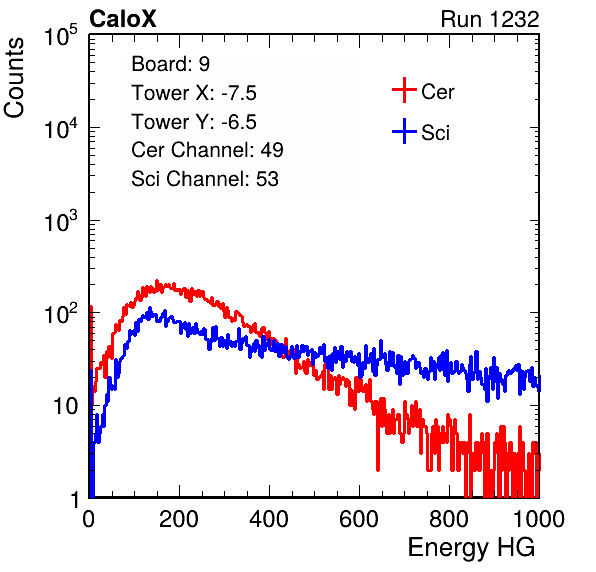 CaloX Run 1232
Counts
Board: 9
Tower X: -7.5
Tower Y: -6.5
Cer Channel: 49
Sci Channel: 53
Cer
Sci
10^5
10^4
10^3
10^2
10
1
0 200 400 600 800 1000
Energy HG